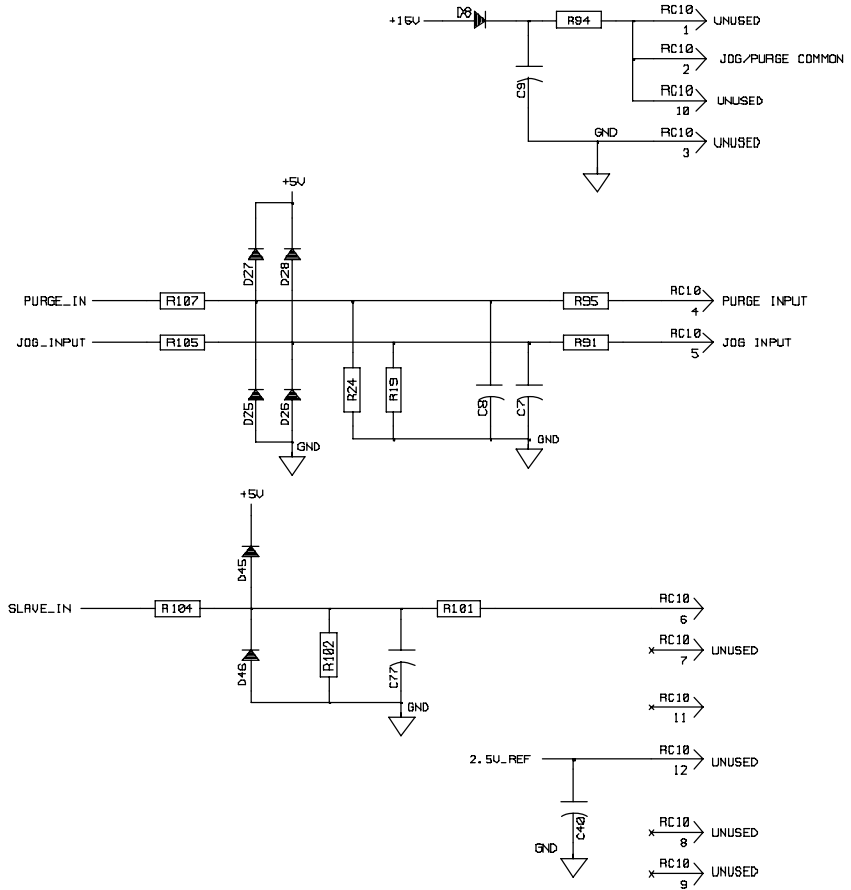 +15V D8 R94 RC10 1 UNUSED
RC10 2 JOG/PURGE COMMON
C9
RC10 10 UNUSED
GND RC10 3 UNUSED
+5V
D27 D28
PURGE_IN R107 R95 RC10 4 PURGE INPUT
JOG_INPUT R105 R91 RC10 5 JOG INPUT
D25 D26 R24 R19 C8 C7
GND GND
+5V
D45
SLAVE_IN R104 R101 RC10 6
D46 R102 C77
RC10 7 UNUSED
GND
RC10 11
2.5V_REF RC10 12 UNUSED
C40
GND
RC10 8 UNUSED
RC10 9 UNUSED